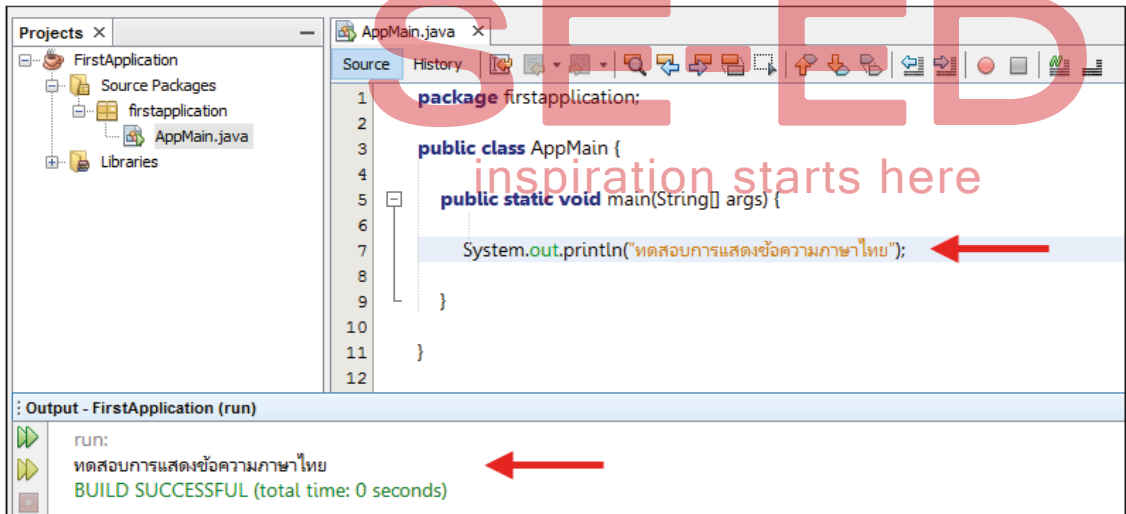 SE-ED
inspiration starts here
Projects
FirstApplication
Source Packages
firstapplication
AppMain.java
Libraries
AppMain.java
Source History
1 package firstapplication;
2
3 public class AppMain {
4
5 public static void main(String[] args) {
6
7 System.out.println("ทดสอบการแสดงข้อความภาษาไทย");
8
9 }
10
11 }
12
Output - FirstApplication (run)
run:
ทดสอบการแสดงข้อความภาษาไทย
BUILD SUCCESSFUL (total time: 0 seconds)